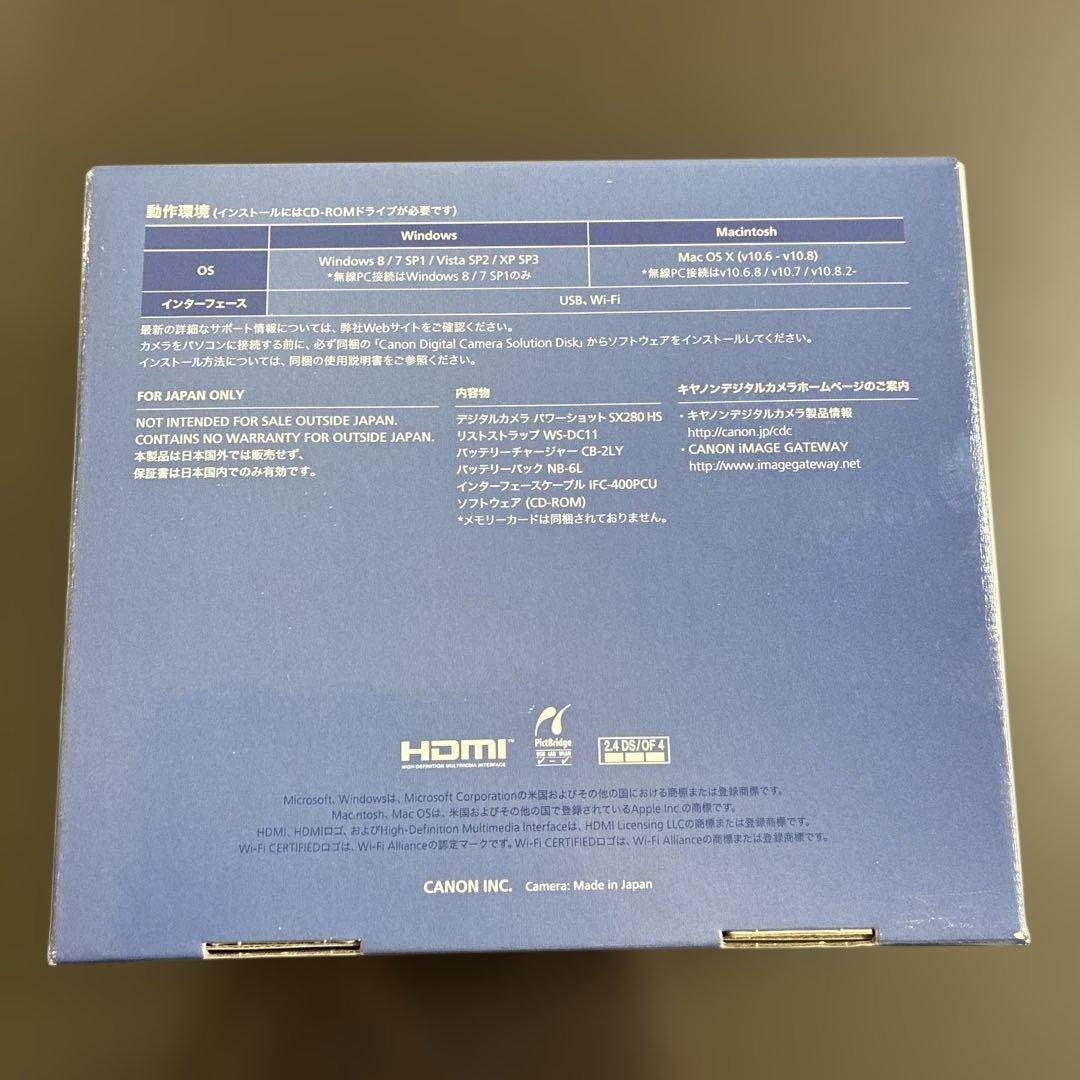 動作環境 (インストールにはCD-ROMドライブが必要です)
Windows
Macintosh
OS
Windows 8 / 7 SP1 / Vista SP2 / XP SP3
*無線PC接続はWindows 8 / 7 SP1のみ
Mac OS X (v10.6 - v10.8)
*無線PC接続はv10.6.8 / v10.7 / v10.8.2-
インターフェース
USB、Wi-Fi
最新の詳細なサポート情報については、弊社Webサイトをご確認ください。
カメラをパソコンに接続する前に、必ず同梱の「Canon Digital Camera Solution Disk」からソフトウェアをインストールしてください。
インストール方法については、同梱の使用説明書をご参照ください。
FOR JAPAN ONLY
NOT INTENDED FOR SALE OUTSIDE JAPAN.
CONTAINS NO WARRANTY FOR OUTSIDE JAPAN.
本製品は日本国外では販売せず、
保証書は日本国内でのみ有効です。
内容物
デジタルカメラ パワーショット SX280 HS
リストストラップ WS-DC11
バッテリーチャージャー CB-2LY
バッテリーパック NB-6L
インターフェースケーブル IFC-400PCU
ソフトウェア (CD-ROM)
*メモリーカードは同梱されておりません。
キヤノンデジタルカメラホームページのご案内
・キヤノンデジタルカメラ製品情報
http://canon.jp/cdc
・CANON iMAGE GATEWAY
http://www.imagegateway.net
HDMI™
HIGH-DEFINITION MULTIMEDIA INTERFACE
PictBridge
USB LAN WLAN
2.4 DS/OF 4
Microsoft、Windowsは、Microsoft Corporationの米国およびその他の国における商標または登録商標です。
Macintosh、Mac OSは、米国およびその他の国で登録されているApple Inc.の商標です。
HDMI、HDMIロゴ、およびHigh-Definition Multimedia Interfaceは、HDMI Licensing LLCの商標または登録商標です。
Wi-Fi CERTIFIEDロゴは、Wi-Fi Allianceの認定マークです。Wi-Fi CERTIFIEDロゴは、Wi-Fi Allianceの商標または登録商標です。
CANON INC. Camera: Made in Japan